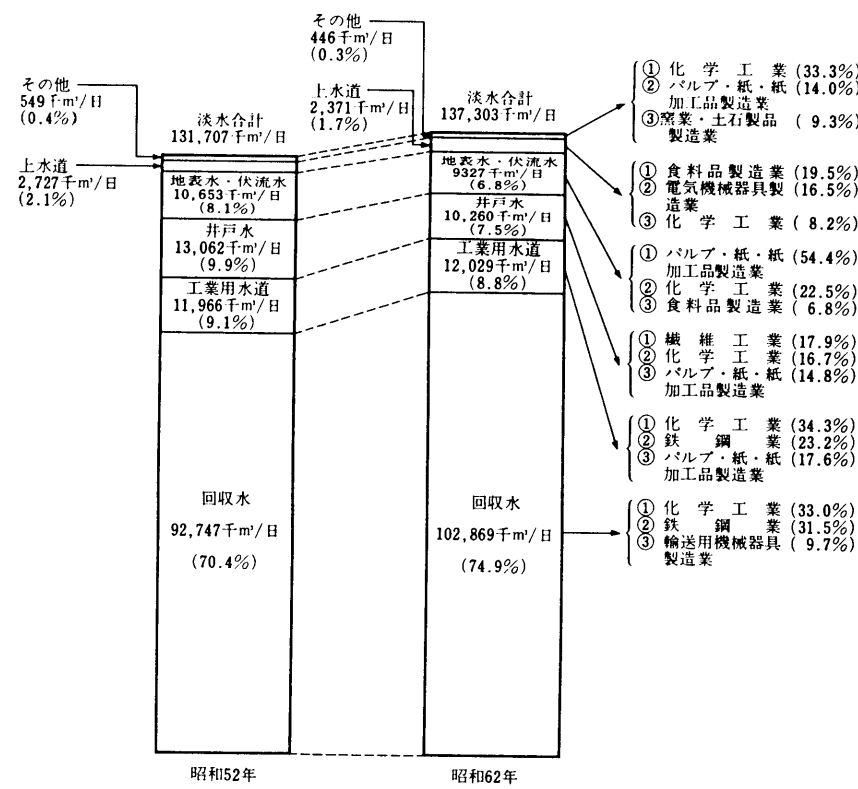 その他
446千m³/日
(0.3%)
上水道
2,371千m³/日
(1.7%)
その他
549千m³/日
(0.4%)
上水道
2,727千m³/日
(2.1%)
淡水合計
131,707千m³/日
地表水・伏流水
10,653千m³/日
(8.1%)
井戸水
13,062千m³/日
(9.9%)
工業用水道
11,966千m³/日
(9.1%)
回収水
92,747千m³/日
(70.4%)
昭和52年
淡水合計
137,303千m³/日
地表水・伏流水
9327千m³/日
(6.8%)
井戸水
10,260千m³/日
(7.5%)
工業用水道
12,029千m³/日
(8.8%)
回収水
102,869千m³/日
(74.9%)
昭和62年
① 化学工業 (33.3%)
② パルプ・紙・紙 (14.0%)
加工品製造業
③窯業・土石製品 ( 9.3%)
製造業
① 食料品製造業 (19.5%)
② 電気機械器具製 (16.5%)
造業
③ 化学工業 ( 8.2%)
① パルプ・紙・紙 (54.4%)
加工品製造業
② 化学工業 (22.5%)
③ 食料品製造業 ( 6.8%)
① 繊維工業 (17.9%)
② 化学工業 (16.7%)
③ パルプ・紙・紙 (14.8%)
加工品製造業
① 化学工業 (34.3%)
② 鉄鋼業 (23.2%)
③ パルプ・紙・紙 (17.6%)
加工品製造業
① 化学工業 (33.0%)
② 鉄鋼業 (31.5%)
③ 輸送用機械器具 ( 9.7%)
製造業